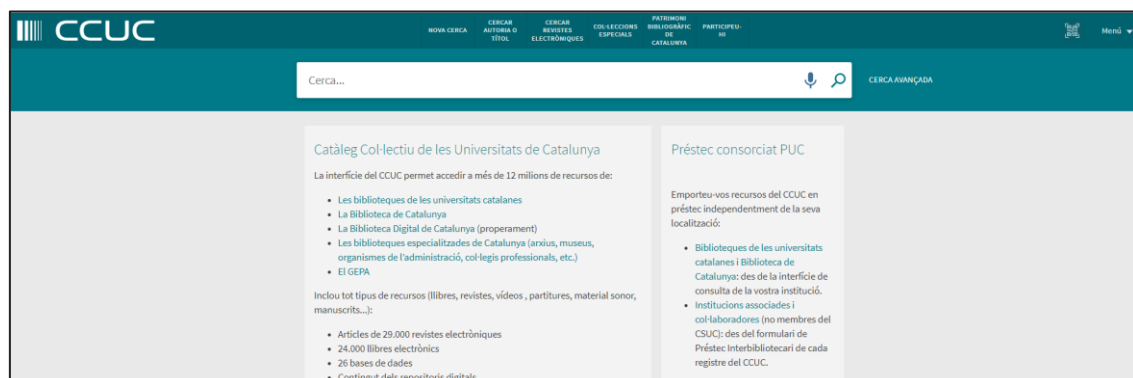 CCUC
NOVA CERCA
CERCAR
AUTORIA O
TÍTOL
CERCAR
REVISTES
ELECTRÒNIQUES
COL·LECCIONS
ESPECIALS
PATRIMONI
BIBLIOGRÀFIC
DE
CATALUNYA
PARTICIPEU-
HI
Menú
Cerca...
CERCA AVANÇADA
Catàleg Col·lectiu de les Universitats de Catalunya
La interfície del CCUC permet accedir a més de 12 milions de recursos de:
Les biblioteques de les universitats catalanes
La Biblioteca de Catalunya
La Biblioteca Digital de Catalunya (properament)
Les biblioteques especialitzades de Catalunya (arxius, museus,
organismes de l'administració, col·legis professionals, etc.)
El GEPA
Inclou tot tipus de recursos (llibres, revistes, vídeos , partitures, material sonor,
manuscrits...):
Articles de 29.000 revistes electròniques
24.000 llibres electrònics
26 bases de dades
Contingut dels repositoris digitals
Préstec consorciat PUC
Emporteu-vos recursos del CCUC en
préstec independentment de la seva
localització:
Biblioteques de les universitats
catalanes i Biblioteca de
Catalunya: des de la interfície de
consulta de la vostra institució.
Institucions associades i
col·laboradores (no membres del
CSUC): des del formulari de
Préstec Interbibliotecari de cada
registre del CCUC.